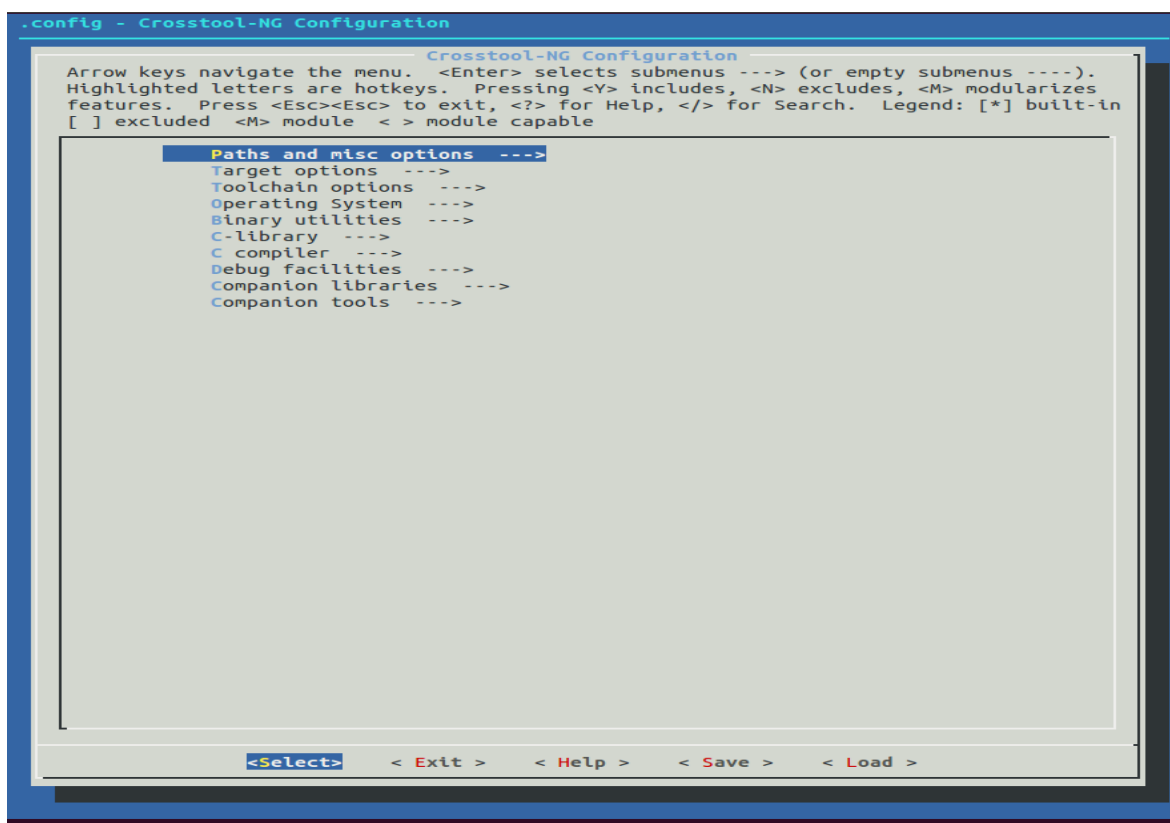 .config - Crosstool-NG Configuration
Crosstool-NG Configuration
Arrow keys navigate the menu.  <Enter> selects submenus ---> (or empty submenus ----).
Highlighted letters are hotkeys.  Pressing <Y> includes, <N> excludes, <M> modularizes
features.  Press <Esc><Esc> to exit, <?> for Help, </> for Search.  Legend: [*] built-in
[ ] excluded  <M> module  < > module capable
Paths and misc options  --->
Target options  --->
Toolchain options  --->
Operating System  --->
Binary utilities  --->
C-library  --->
C compiler  --->
Debug facilities  --->
Companion libraries  --->
Companion tools  --->
<Select>    < Exit >    < Help >    < Save >    < Load >